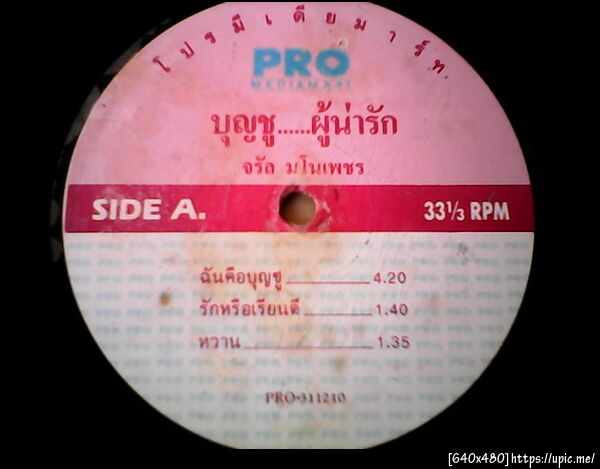 โปรมีเดียมาร์ท
PRO
MEDIAMART
บุญชู......ผู้น่ารัก
จรัล มโนเพชร
SIDE A. 33 1/3 RPM
ฉันคือบุญชู 4.20
รักหรือเรียนดี 1.40
หวาน 1.35
PRO-311210
[640x480]https://upic.me/